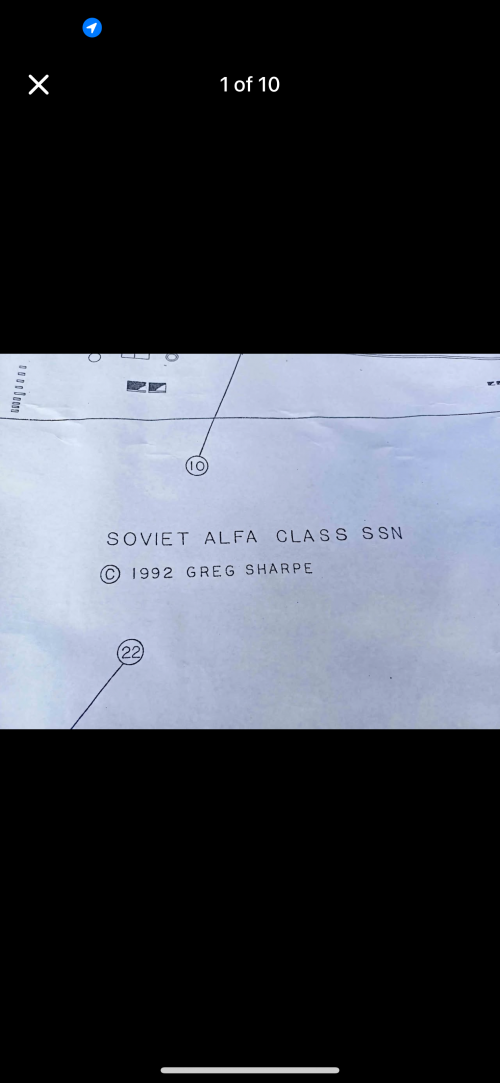 1 of 10
10
SOVIET ALFA CLASS SSN
© 1992 GREG SHARPE
22